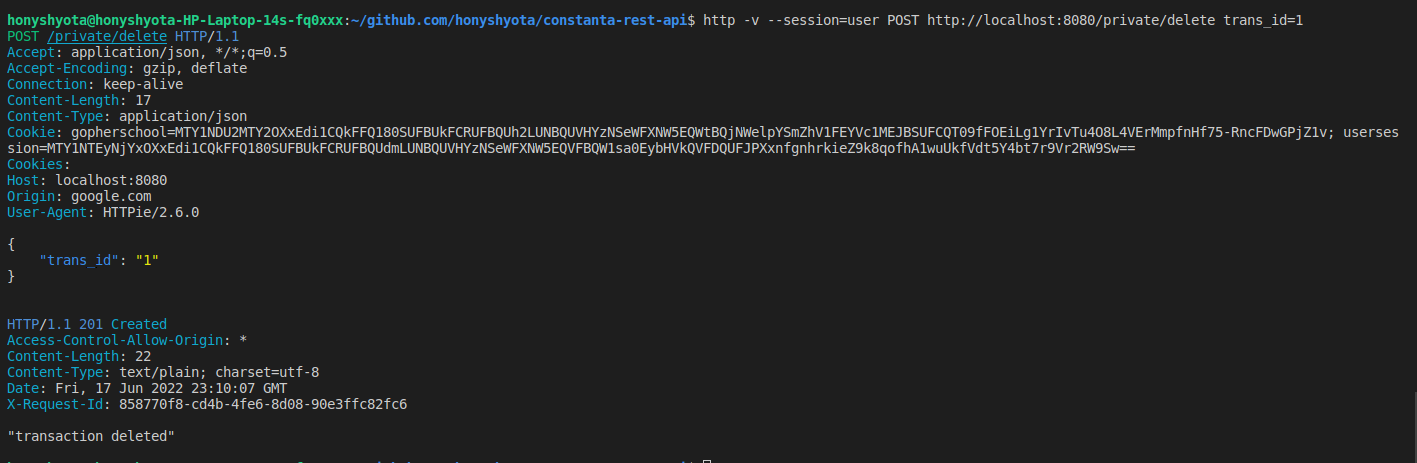 honyshyota@honyshyota-HP-Laptop-14s-fq0xxx:~/github.com/honyshyota/constanta-rest-api$ http -v --session=user POST http://localhost:8080/private/delete trans_id=1
POST /private/delete HTTP/1.1
Accept: application/json, */*;q=0.5
Accept-Encoding: gzip, deflate
Connection: keep-alive
Content-Length: 17
Content-Type: application/json
Cookie: gopherschool=MTY1NDU2MTY2OXxEdi1CQkFFQ180SUFBUkFCRUFBQUh2LUNBQUVHYzNSeWFXNW5EQWtBQjNWelpYSmZhV1FEYVc1MEJBSUFCQT09fFOEiLg1YrIvTu4O8L4VErMmpfnHf75-RncFDwGPjZ1v; userses
sion=MTY1NTEyNjYxOXxEdi1CQkFFQ180SUFBUkFCRUFBQUdmLUNBQUVHYzNSeWFXNW5EQVFBQW1sa0EybHVkQVFDQUFJPXxnfgnhrkieZ9k8qofhA1wuUkfVdt5Y4bt7r9Vr2RW9Sw==
Cookies:
Host: localhost:8080
Origin: google.com
User-Agent: HTTPie/2.6.0
{
    "trans_id": "1"
}
HTTP/1.1 201 Created
Access-Control-Allow-Origin: *
Content-Length: 22
Content-Type: text/plain; charset=utf-8
Date: Fri, 17 Jun 2022 23:10:07 GMT
X-Request-Id: 858770f8-cd4b-4fe6-8d08-90e3ffc82fc6
"transaction deleted"